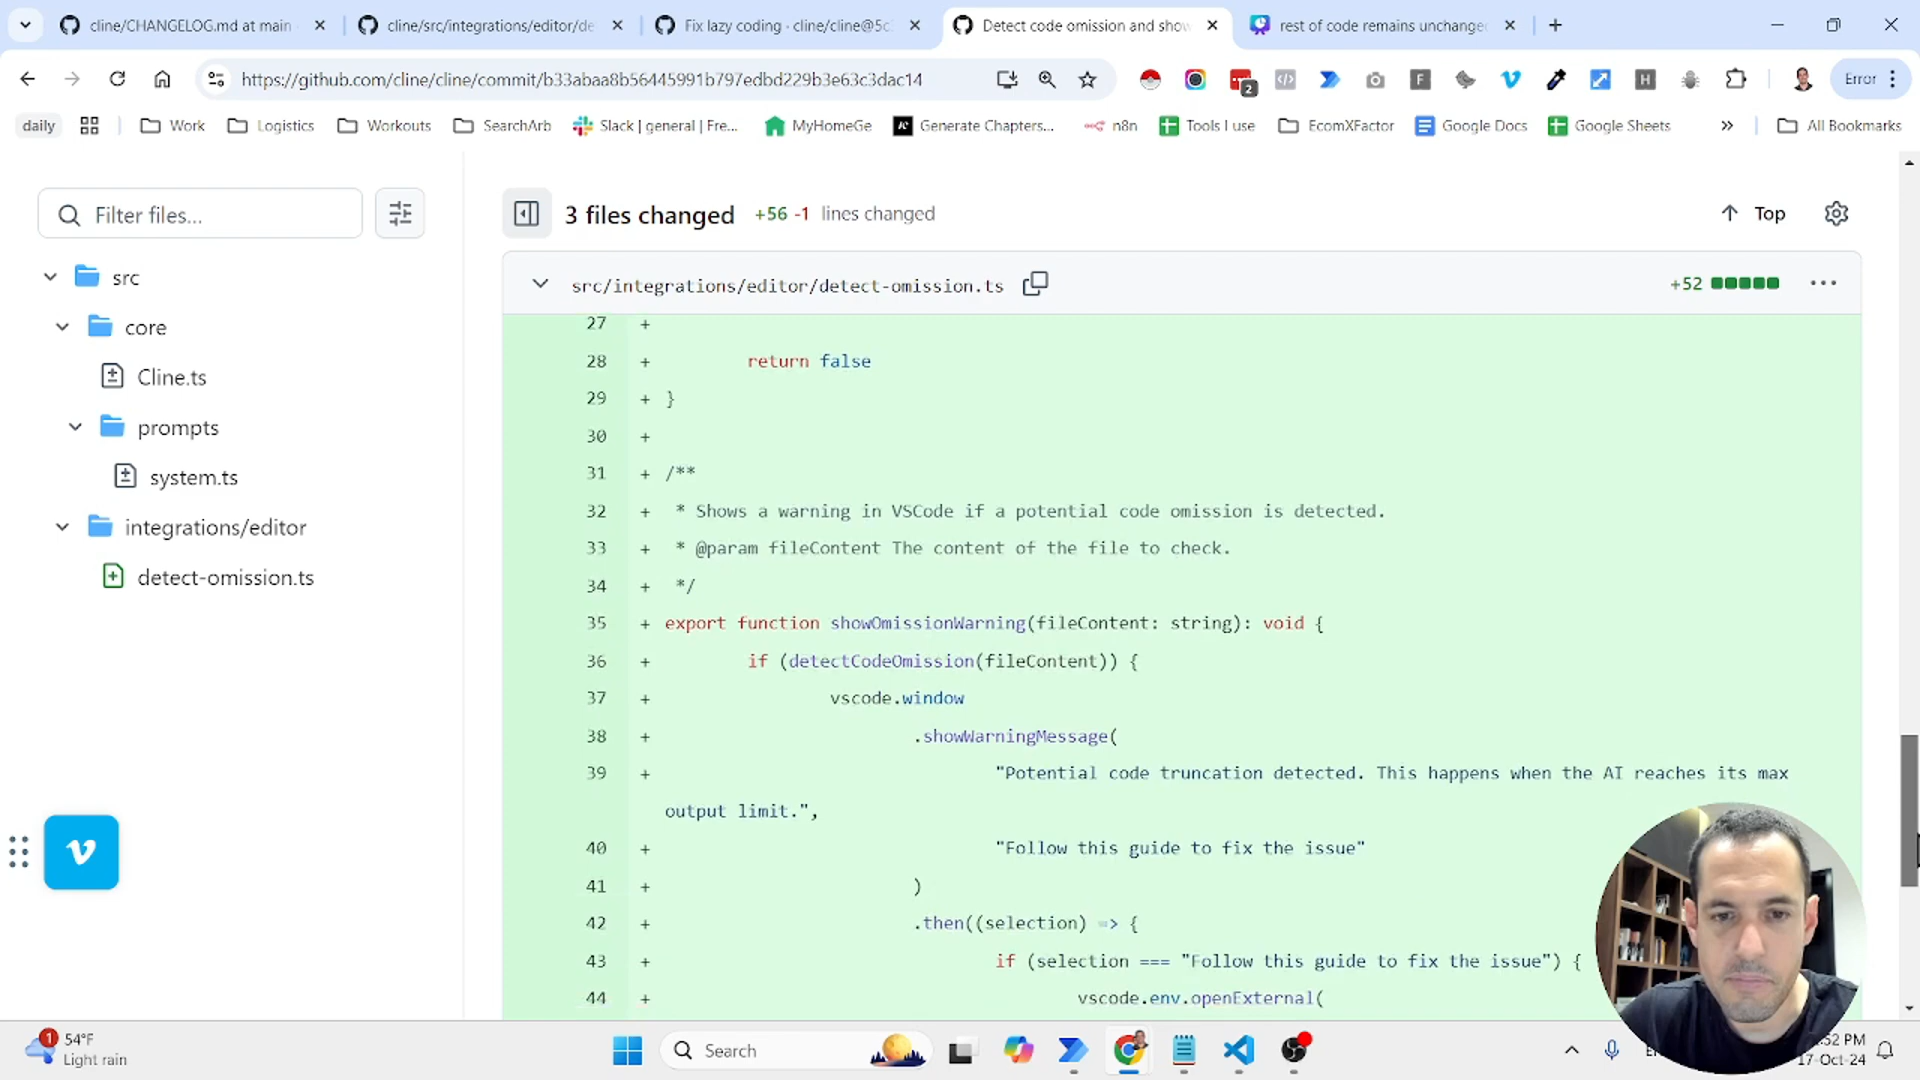 cline/CHANGELOG.md at main
cline/src/integrations/editor/de
Fix lazy coding · cline/cline@5c
Detect code omission and show
rest of code remains unchange
https://github.com/cline/cline/commit/b33abaa8b56445991b797edbd229b3e63c3dac14
2
F
H
Error
daily
Work
Logistics
Workouts
SearchArb
Slack | general | Fre...
MyHomeGe
Generate Chapters...
n8n
Tools I use
EcomXFactor
Google Docs
Google Sheets
All Bookmarks
Filter files...
3 files changed +56 -1 lines changed
Top
src
core
Cline.ts
prompts
system.ts
integrations/editor
detect-omission.ts
src/integrations/editor/detect-omission.ts
+52
27 +
28 + return false
29 + }
30 +
31 + /**
32 + * Shows a warning in VSCode if a potential code omission is detected.
33 + * @param fileContent The content of the file to check.
34 + */
35 + export function showOmissionWarning(fileContent: string): void {
36 + if (detectCodeOmission(fileContent)) {
37 + vscode.window
38 + .showWarningMessage(
39 + "Potential code truncation detected. This happens when the AI reaches its max
output limit.",
40 + "Follow this guide to fix the issue"
41 + )
42 + .then((selection) => {
43 + if (selection === "Follow this guide to fix the issue") {
44 + vscode.env.openExternal(
1
54°F
Light rain
Search
:52 PM
17-Oct-24